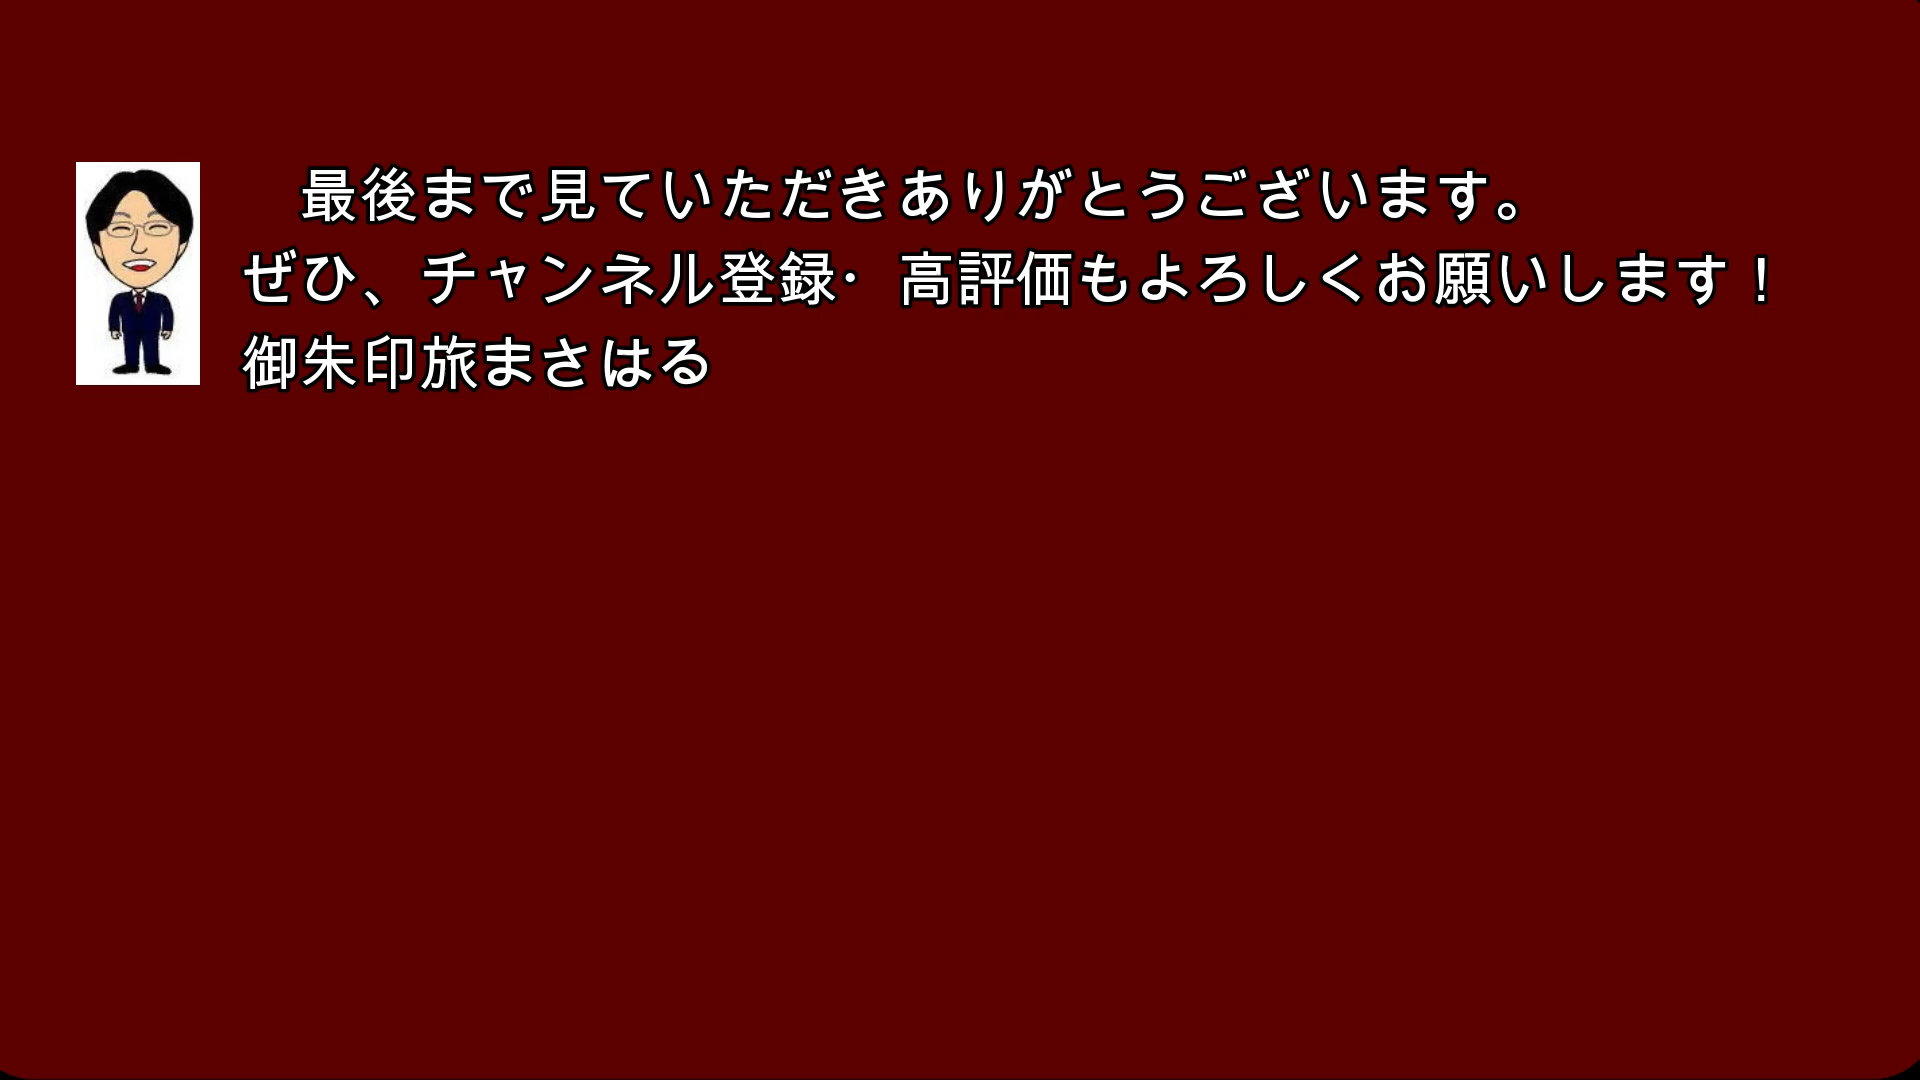 最後まで見ていただきありがとうございます。
ぜひ、チャンネル登録・高評価もよろしくお願いします！
御朱印旅まさはる